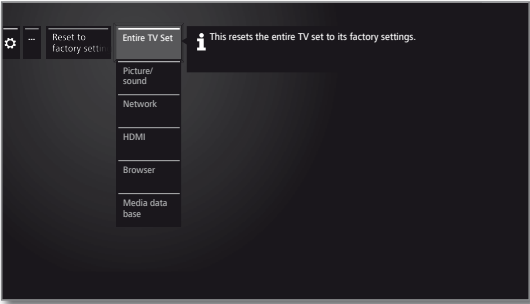 ...
Reset to
factory settin
Entire TV Set
This resets the entire TV set to its factory settings.
Picture/
sound
Network
HDMI
Browser
Media data
base